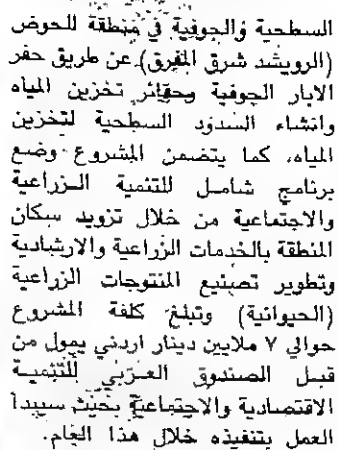 السطحية والجوفية في منطقة للحوض
(الرويشد شرق المفرق) عن طريق حفر
الابار الجوفية وحفائر تخزين المياه
وانشاء السدود السطحية لتخزين
المياه، كما يتضمن المشروع وضع
برنامج شامل للتنمية الزراعية
والاجتماعية من خلال تزويد سكان
المنطقة بالخدمات الزراعية والارشادية
وتطوير تصنيع المنتوجات الزراعية
(الحيوانية) وتبلغ كلفة المشروع
حوالي ٧ ملايين دينار اردني يمول من
قبل الصندوق العربي للتنمية
الاقتصادية والاجتماعية بحيث سيبدأ
العمل بتنفيذه خلال هذا العام.